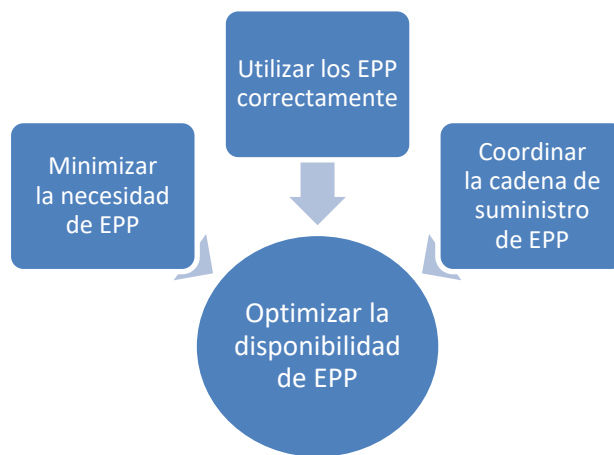 Utilizar los EPP
correctamente
Minimizar
la necesidad
de EPP
Coordinar
la cadena de
suministro
de EPP
Optimizar la
disponibilidad
de EPP